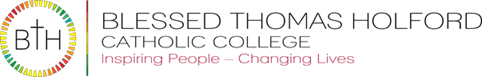 BTH
BLESSED THOMAS HOLFORD
CATHOLIC COLLEGE
Inspiring People – Changing Lives